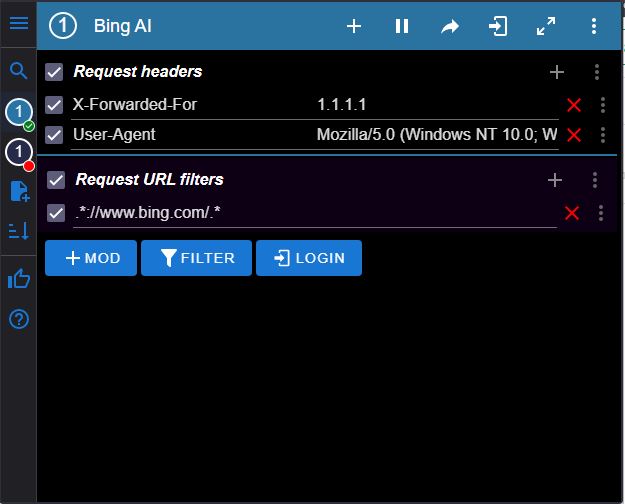 1 Bing AI
Request headers
1 X-Forwarded-For 1.1.1.1
User-Agent Mozilla/5.0 (Windows NT 10.0; W
1
Request URL filters
.*://www.bing.com/.*
MOD FILTER LOGIN